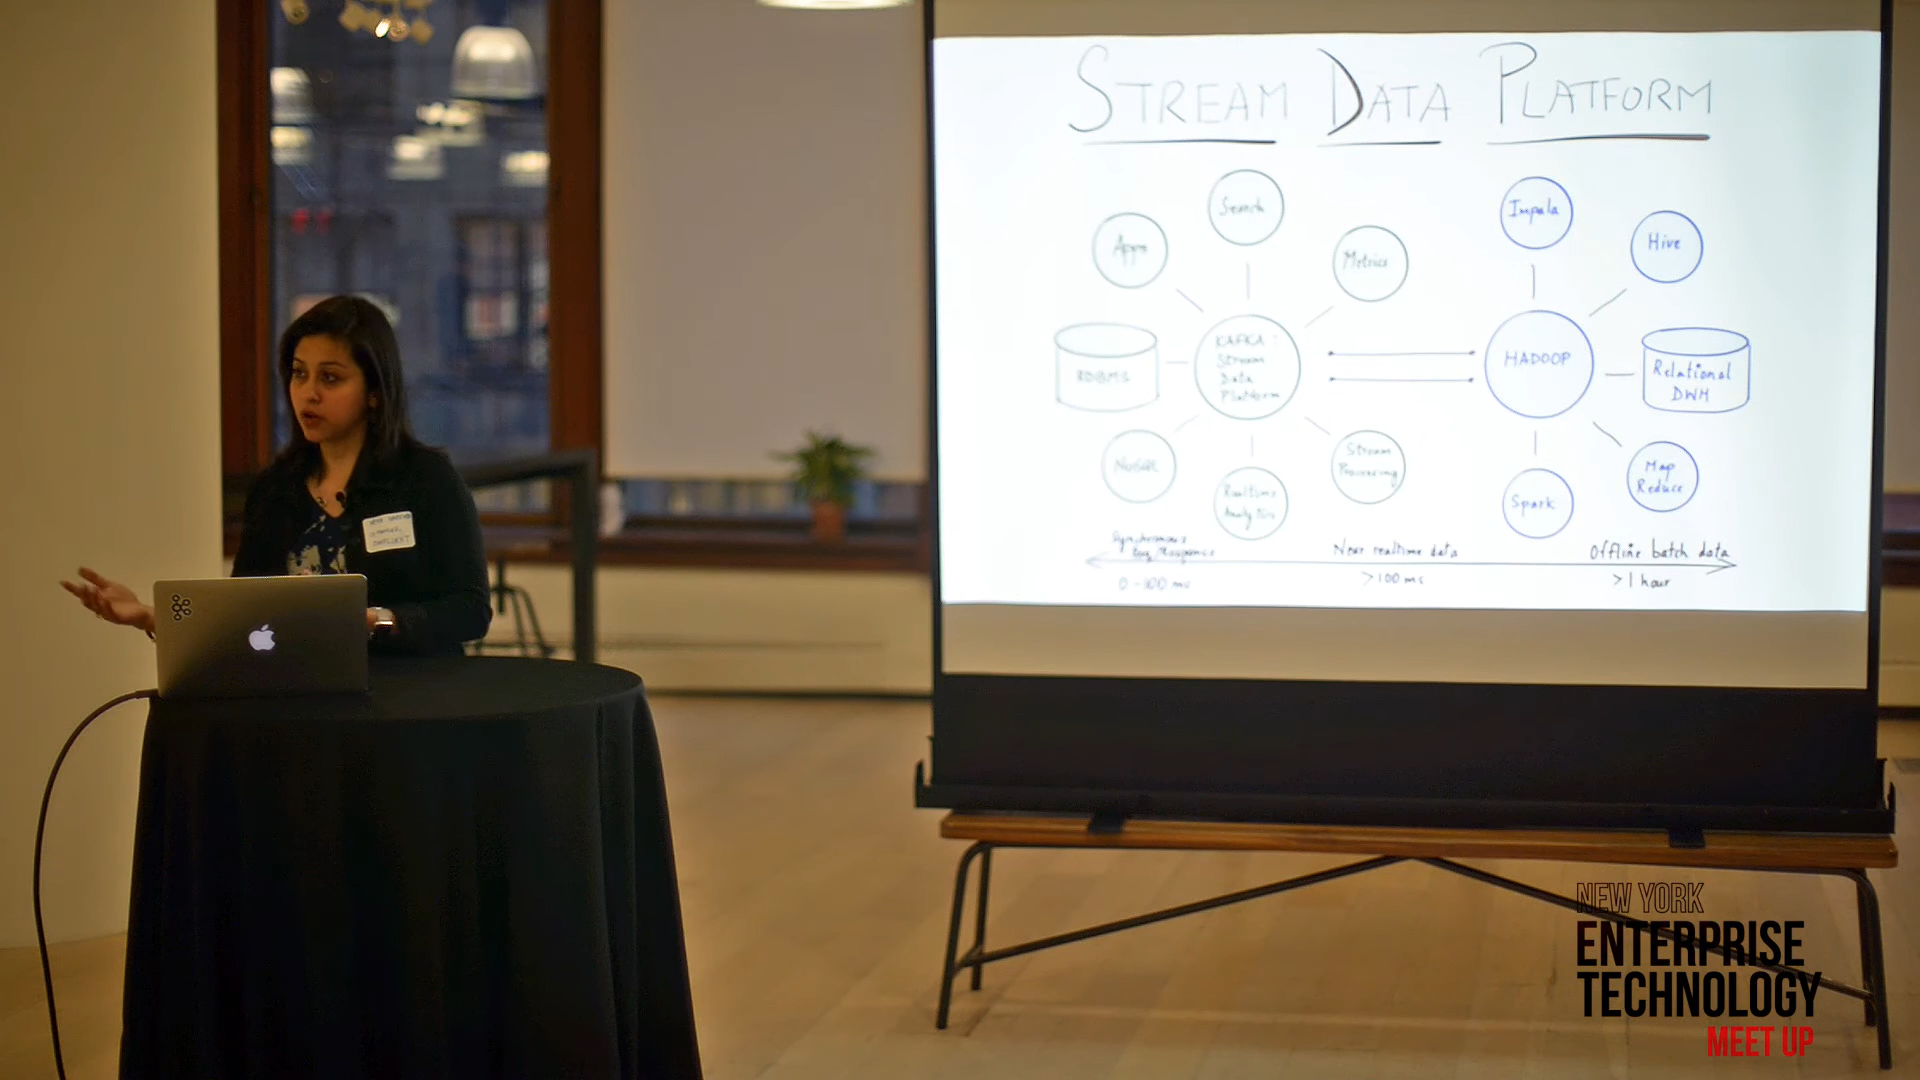 STREAM DATA PLATFORM
Search
Apps
Metrics
KAFKA:
Stream
Data
Platform
RDBMS
NoSQL
Realtime
Analytics
Stream
Processing
Impala
Hive
HADOOP
Relational
DWH
Spark
Map
Reduce
Synchronous
Req/Response
0-100 ms
Near realtime data
>100 ms
Offline batch data
>1 hour
NEW YORK
ENTERPRISE
TECHNOLOGY
MEET UP